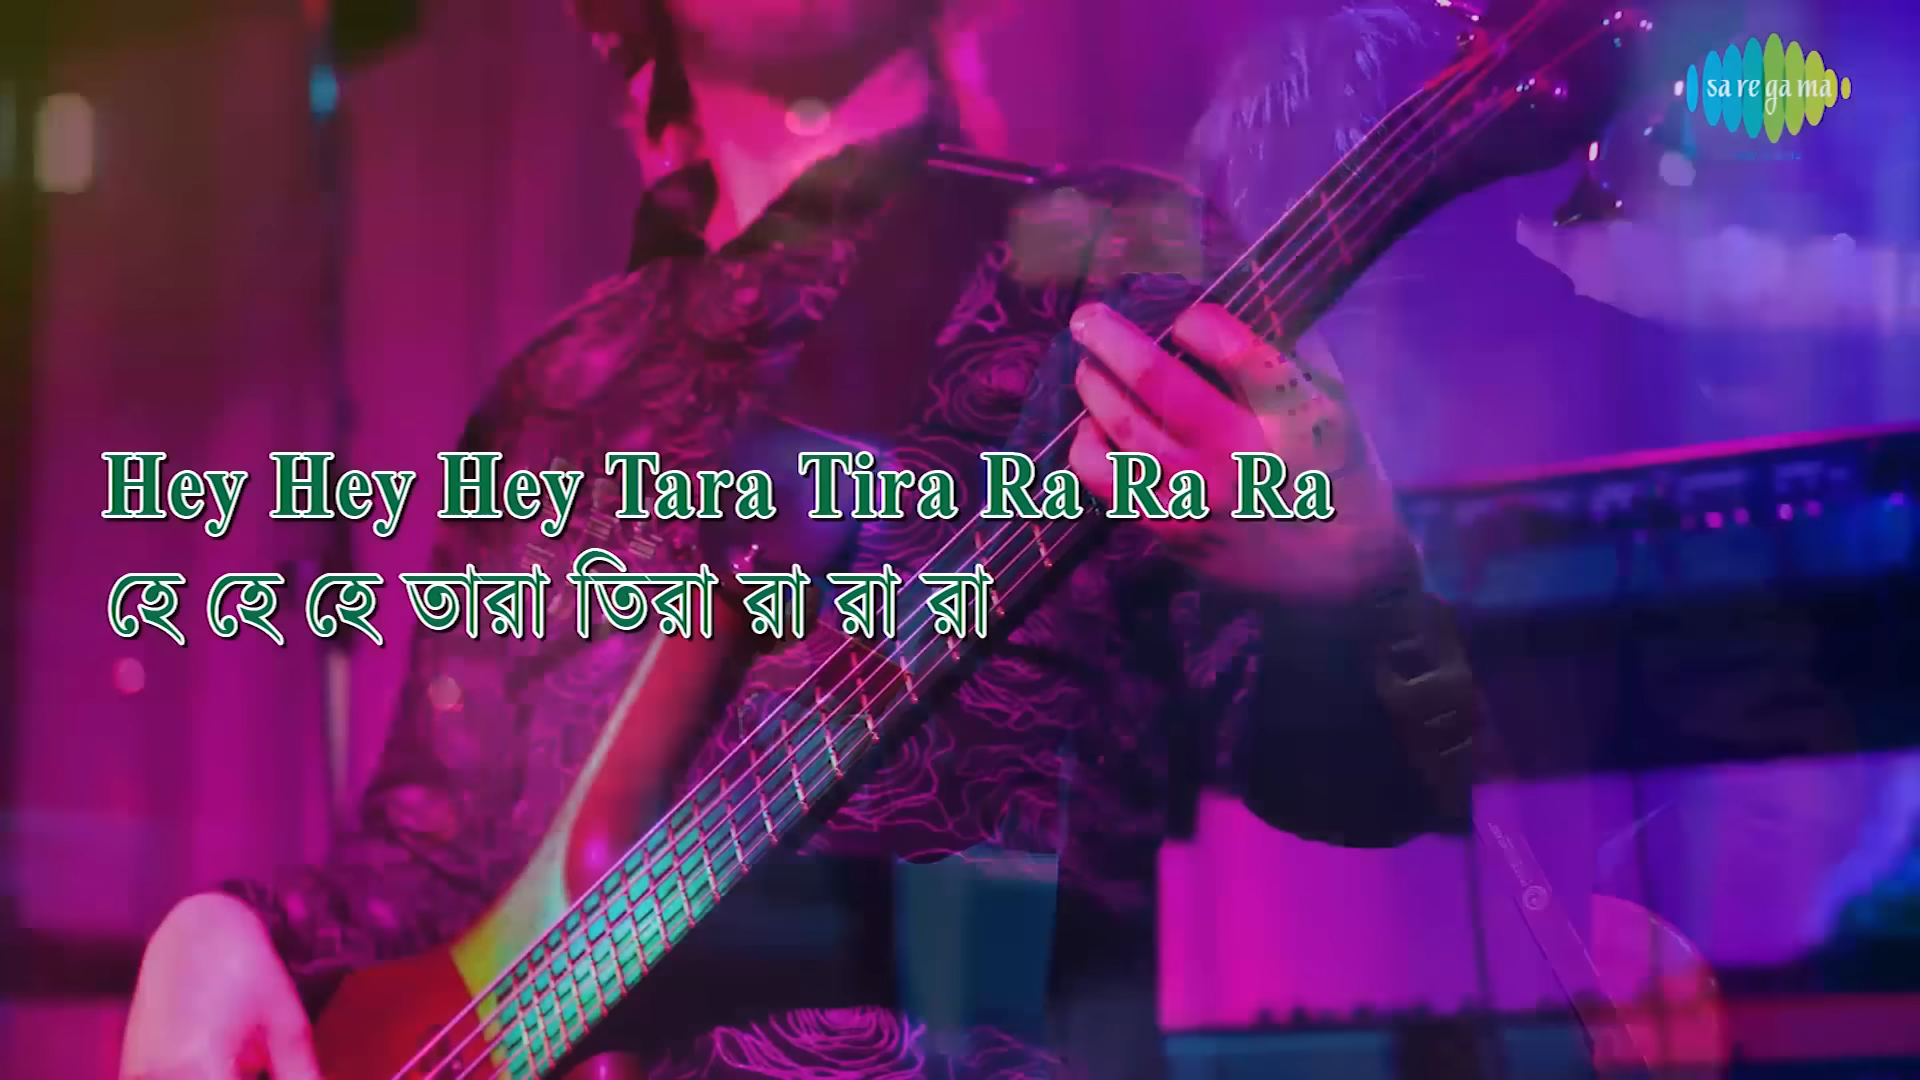 sa re ga ma
Hey Hey Hey Tara Tira Ra Ra Ra
হে হে হে তারা তিরা রা রা রা